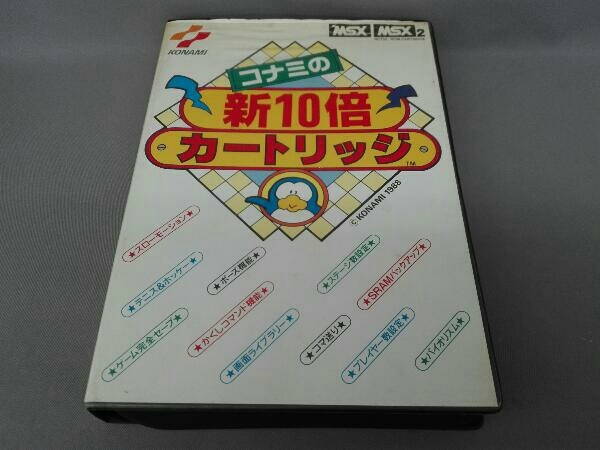 KONAMI
MSX MSX2
コナミの
新10倍
カートリッジ
TM
© KONAMI 1988
★スローモーション★
★テニス&ホッケー★
★ポーズ機能★
★ステージ数設定★
★SRAMバックアップ★
★ゲーム完全セーブ★
★かくしコマンド機能★
★画面ライブラリー★
★コマ送り★
★プレイヤー数設定★
★バイオリズム★